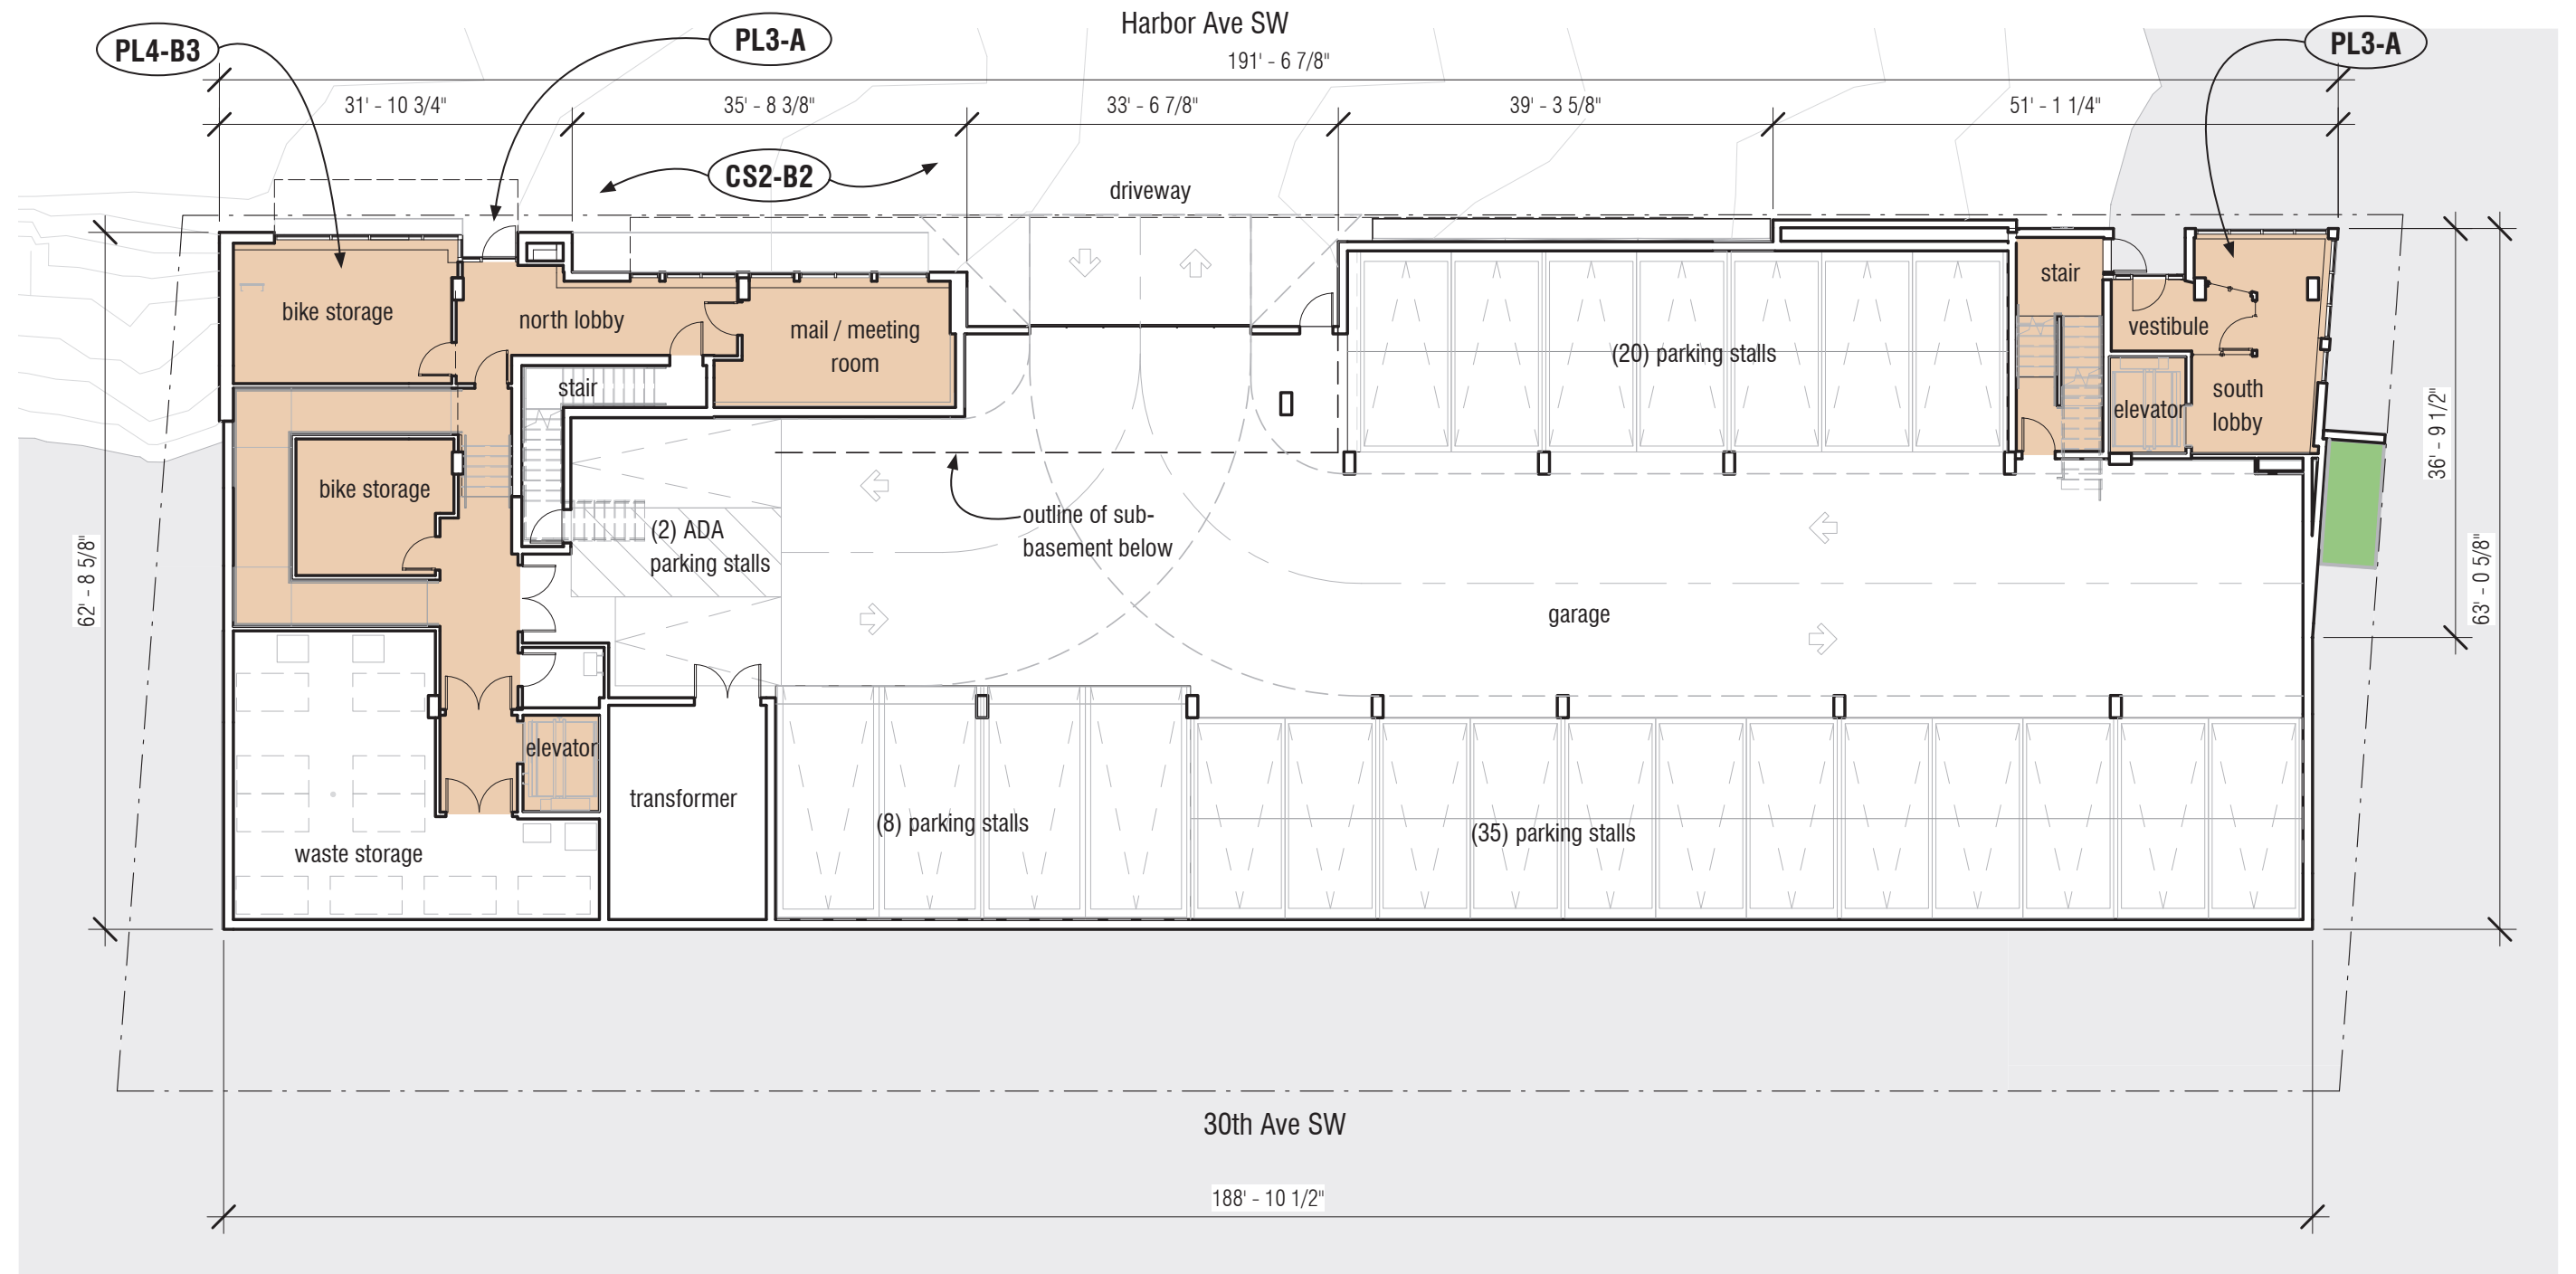 Harbor Ave SW
PL4-B3
PL3-A
PL3-A
191' - 6 7/8"
31' - 10 3/4"
35' - 8 3/8"
33' - 6 7/8"
39' - 3 5/8"
51' - 1 1/4"
CS2-B2
driveway
bike storage
north lobby
mail / meeting
room
stair
(20) parking stalls
stair
vestibule
elevator
south
lobby
bike storage
(2) ADA
parking stalls
outline of sub-
basement below
garage
36' - 9 1/2"
62' - 8 5/8"
63' - 0 5/8"
elevator
transformer
waste storage
(8) parking stalls
(35) parking stalls
30th Ave SW
188' - 10 1/2"